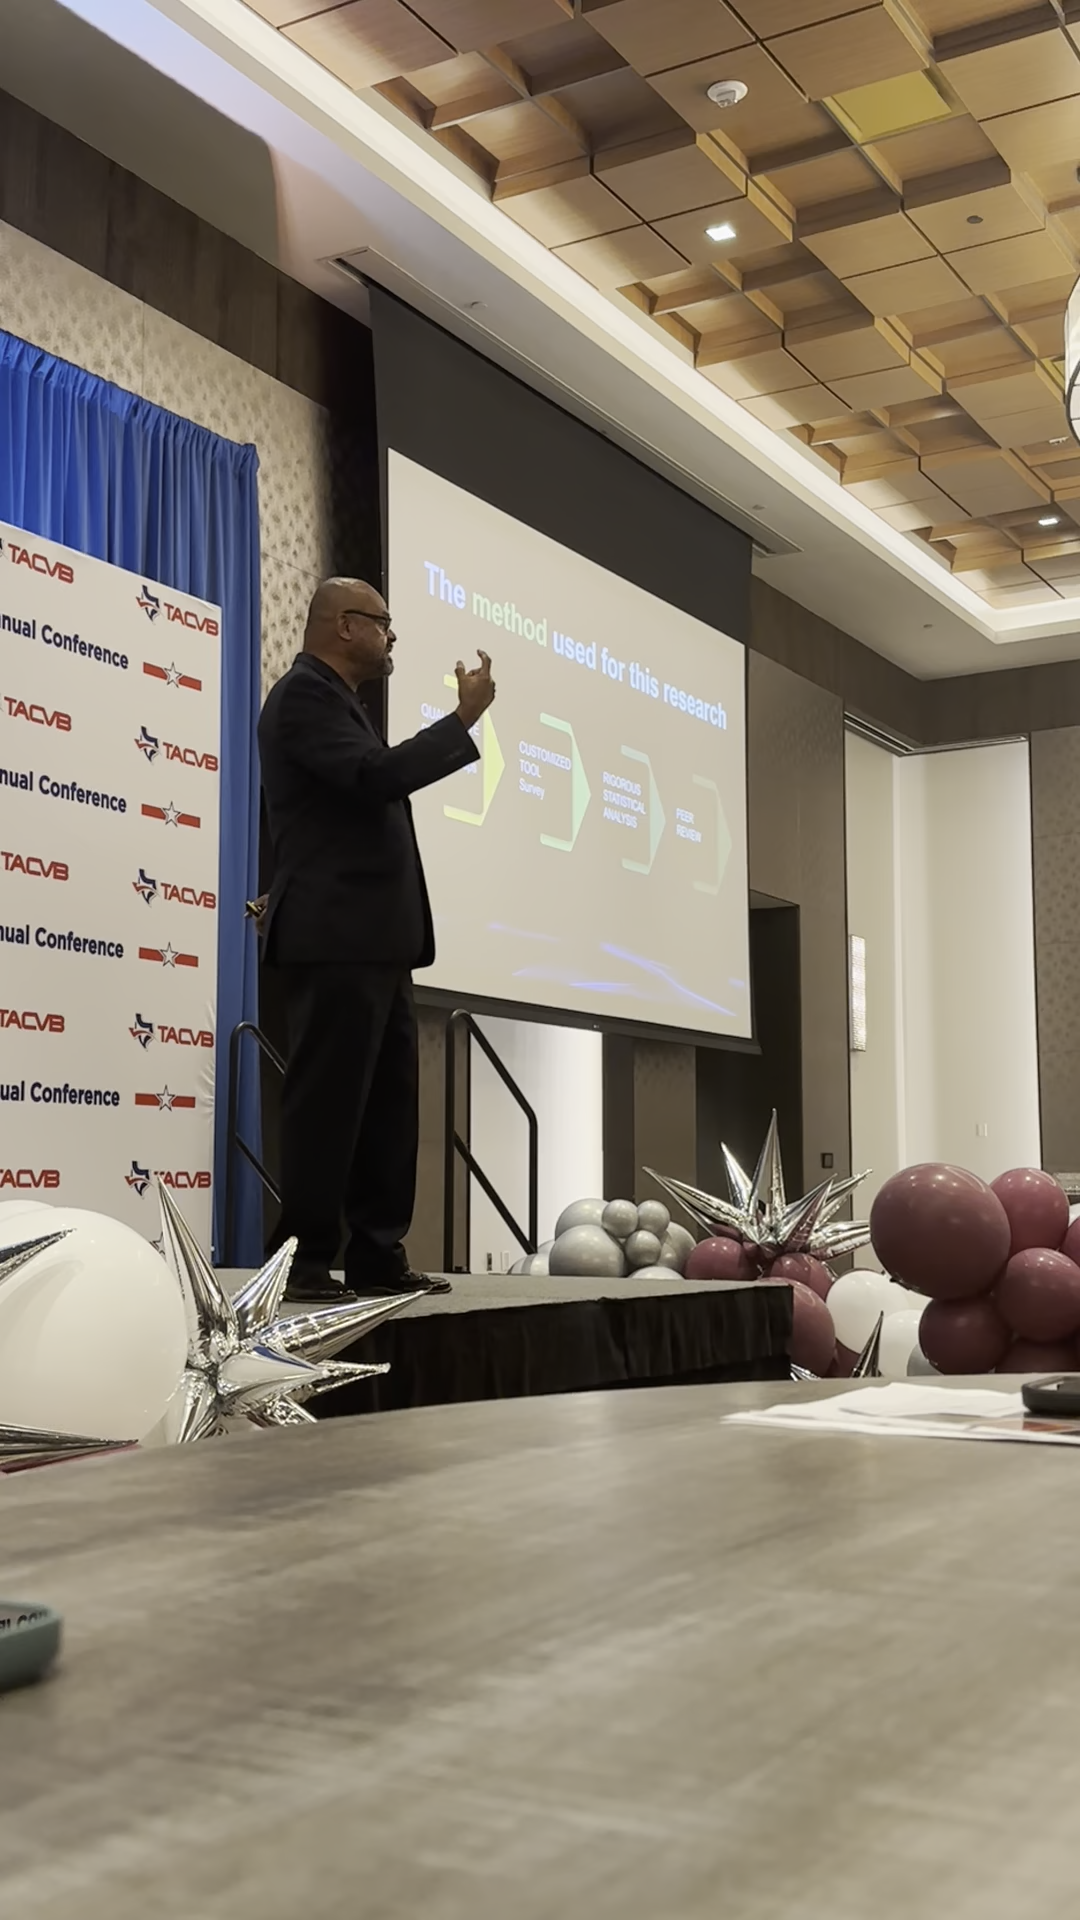 TACVB
TACVB
nual Conference
TACVB
TACVB
nual Conference
TACVB
TACVB
nual Conference
TACVB
TACVB
ual Conference
TACVB
TACVB
The method used for this research
CUSTOMIZED
TOOL
Survey
RIGOROUS
STATISTICAL
ANALYSIS
PEER
REVIEW